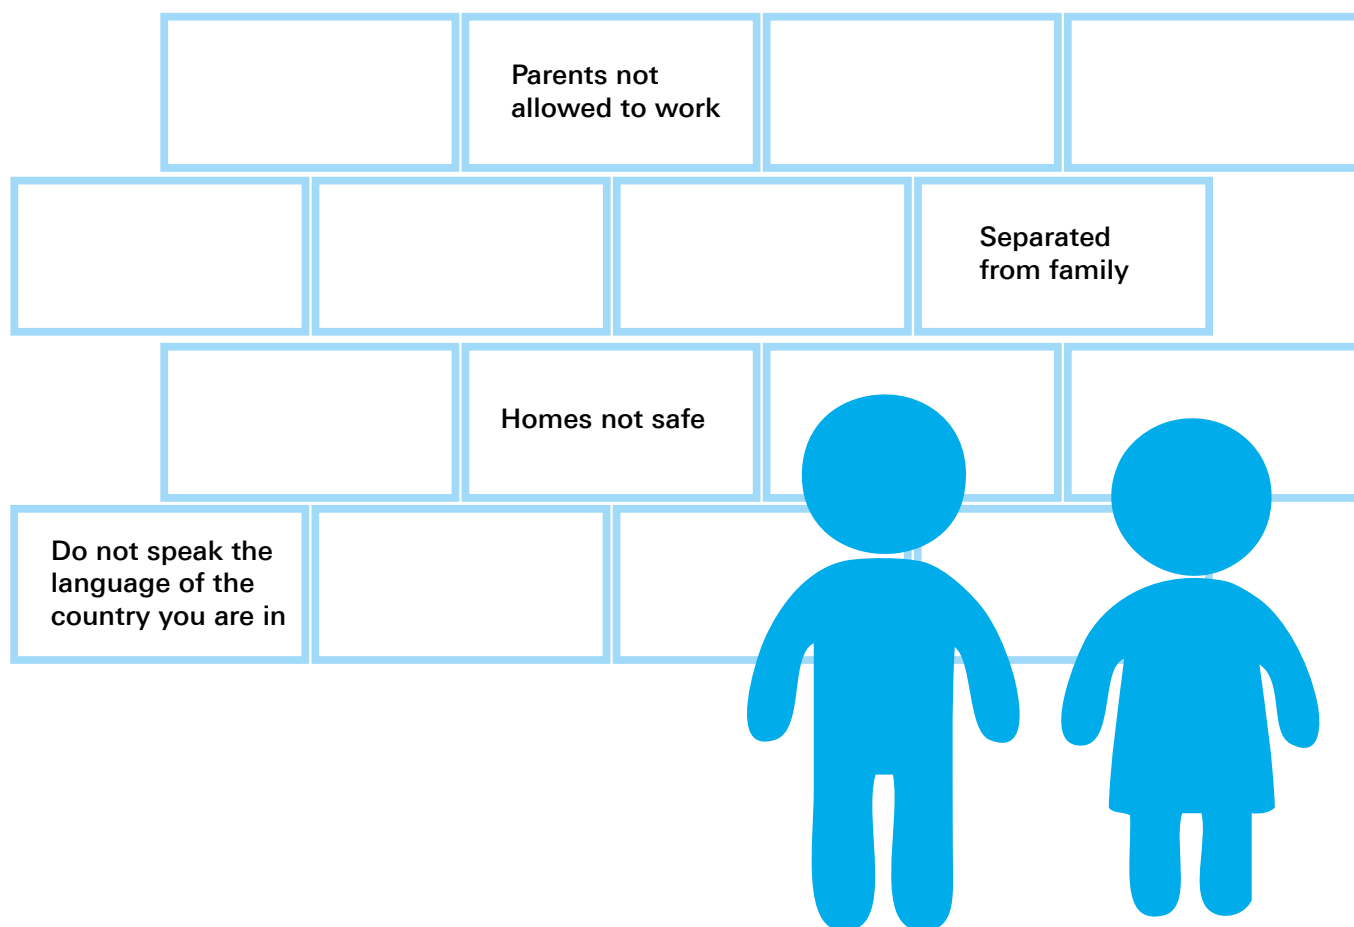 Parents not
allowed to work
Separated
from family
Homes not safe
Do not speak the
language of the
country you are in